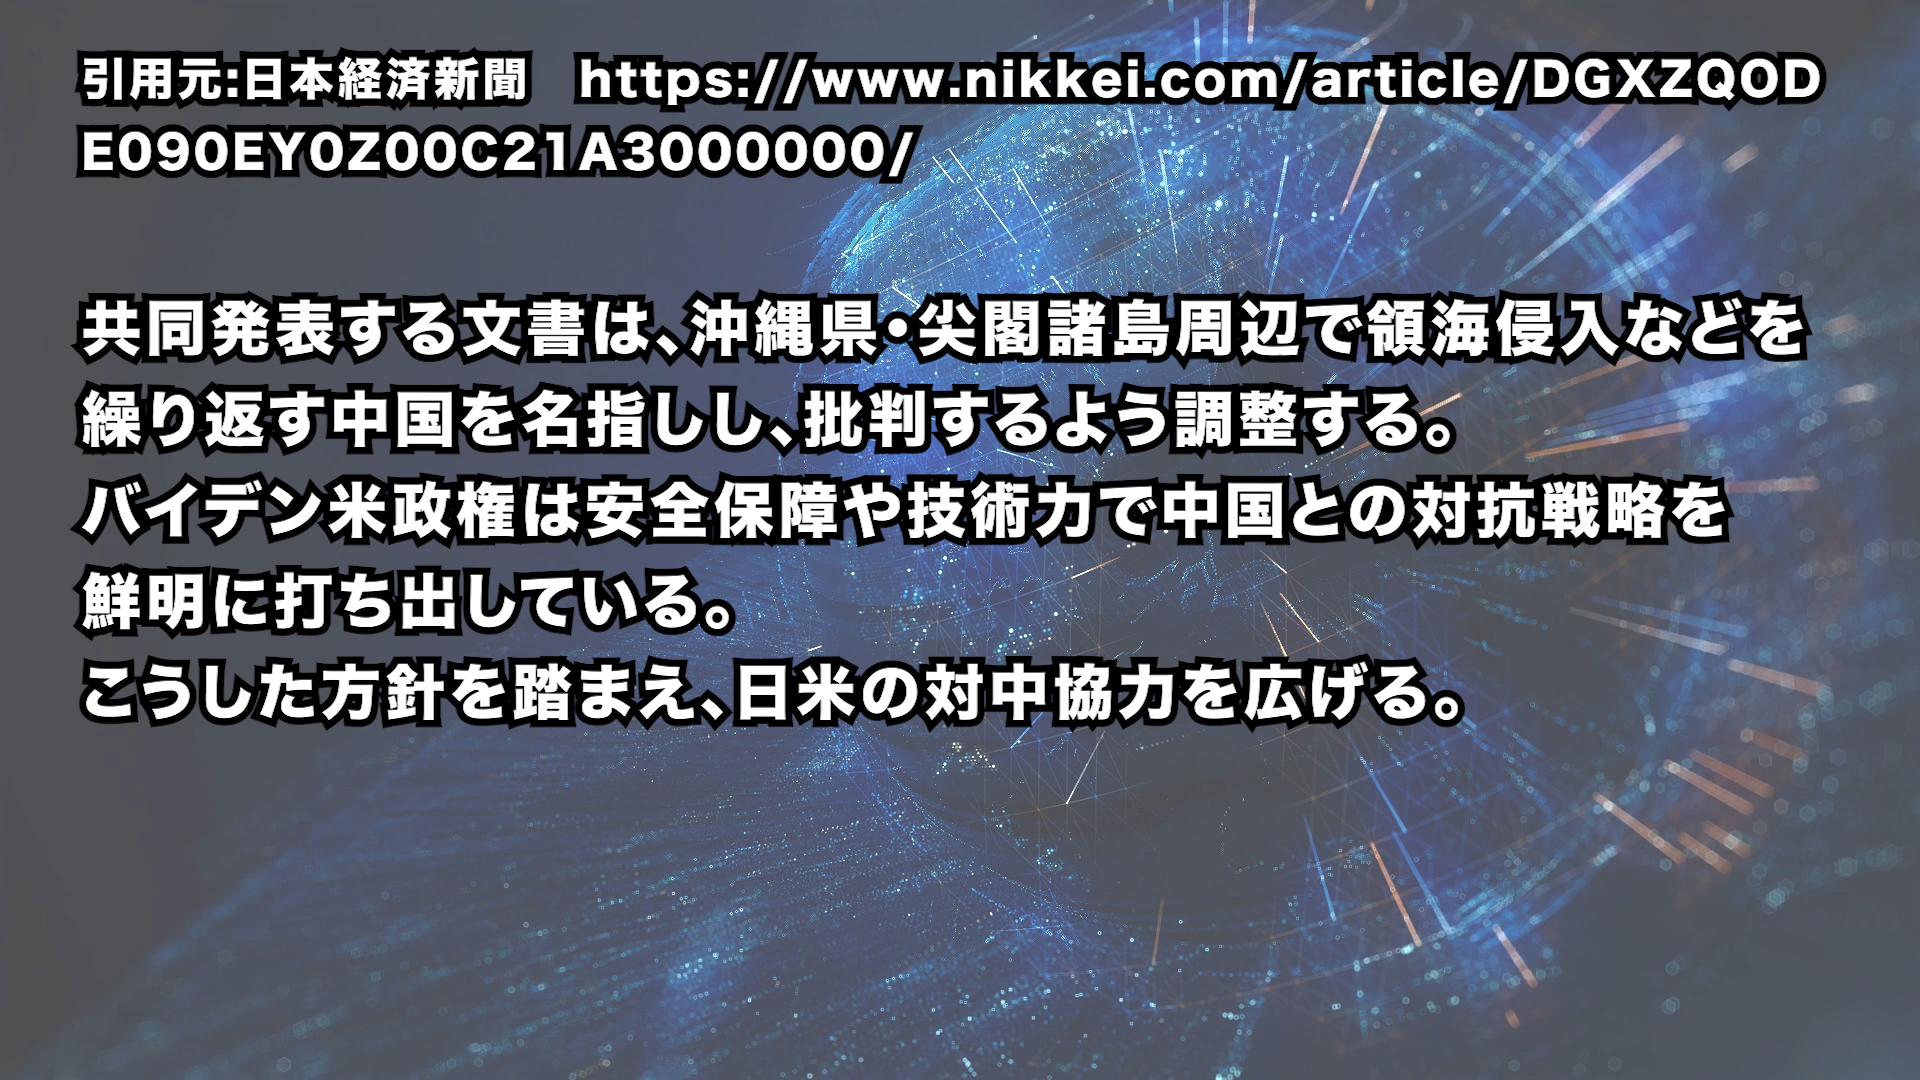 引用元:日本経済新聞　https://www.nikkei.com/article/DGXZQOD
E090EY0Z00C21A3000000/
共同発表する文書は、沖縄県・尖閣諸島周辺で領海侵入などを
繰り返す中国を名指しし、批判するよう調整する。
バイデン米政権は安全保障や技術力で中国との対抗戦略を
鮮明に打ち出している。
こうした方針を踏まえ、日米の対中協力を広げる。